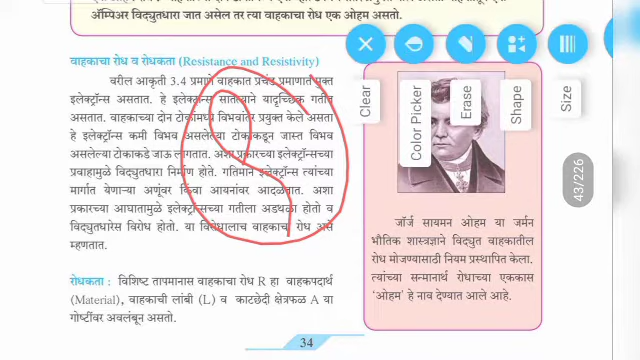 अ‍ॅम्पिअर विद्युतधारा जात असेल तर त्या वाहकाचा रोध एक ओहम असतो.
वाहकाचा रोध व रोधकता (Resistance and Resistivity)
वरील आकृती 3.4 प्रमाणे वाहकात प्रचंड प्रमाणात मुक्त
इलेक्ट्रॉन्स असतात. हे इलेक्ट्रॉन्स सातत्याने यादृच्छिक गतीत
असतात. वाहकाच्या दोन टोकांमध्ये विभवांतर प्रयुक्त केले असता
हे इलेक्ट्रॉन्स कमी विभव असलेल्या टोकाकडून जास्त विभव
असलेल्या टोकाकडे जाऊ लागतात. अशा प्रकारच्या इलेक्ट्रॉन्सच्या
प्रवाहामुळे विद्युतधारा निर्माण होते. गतिमान इलेक्ट्रॉन्स त्यांच्या
मार्गात येणाऱ्या अणूंवर किंवा आयनांवर आदळतात. अशा
प्रकारच्या आघातामुळे इलेक्ट्रॉन्सच्या गतीला अडथळा होतो व
विद्युतधारेस विरोध होतो. या विरोधालाच वाहकाचा रोध असे
म्हणतात.
रोधकता : विशिष्ट तापमानास वाहकाचा रोध R हा वाहकपदार्थ
(Material), वाहकाची लांबी (L) व काटछेदी क्षेत्रफळ A या
गोष्टींवर अवलंबून असतो.
34
Clear
Color Picker
Erase
Shape
Size
43/226
जॉर्ज सायमन ओहम या जर्मन
भौतिक शास्त्रज्ञाने विद्युत वाहकातील
रोध मोजण्यासाठी नियम प्रस्थापित केला.
त्यांच्या सन्मानार्थ रोधाच्या एककास
‘ओहम’ हे नाव देण्यात आले आहे.